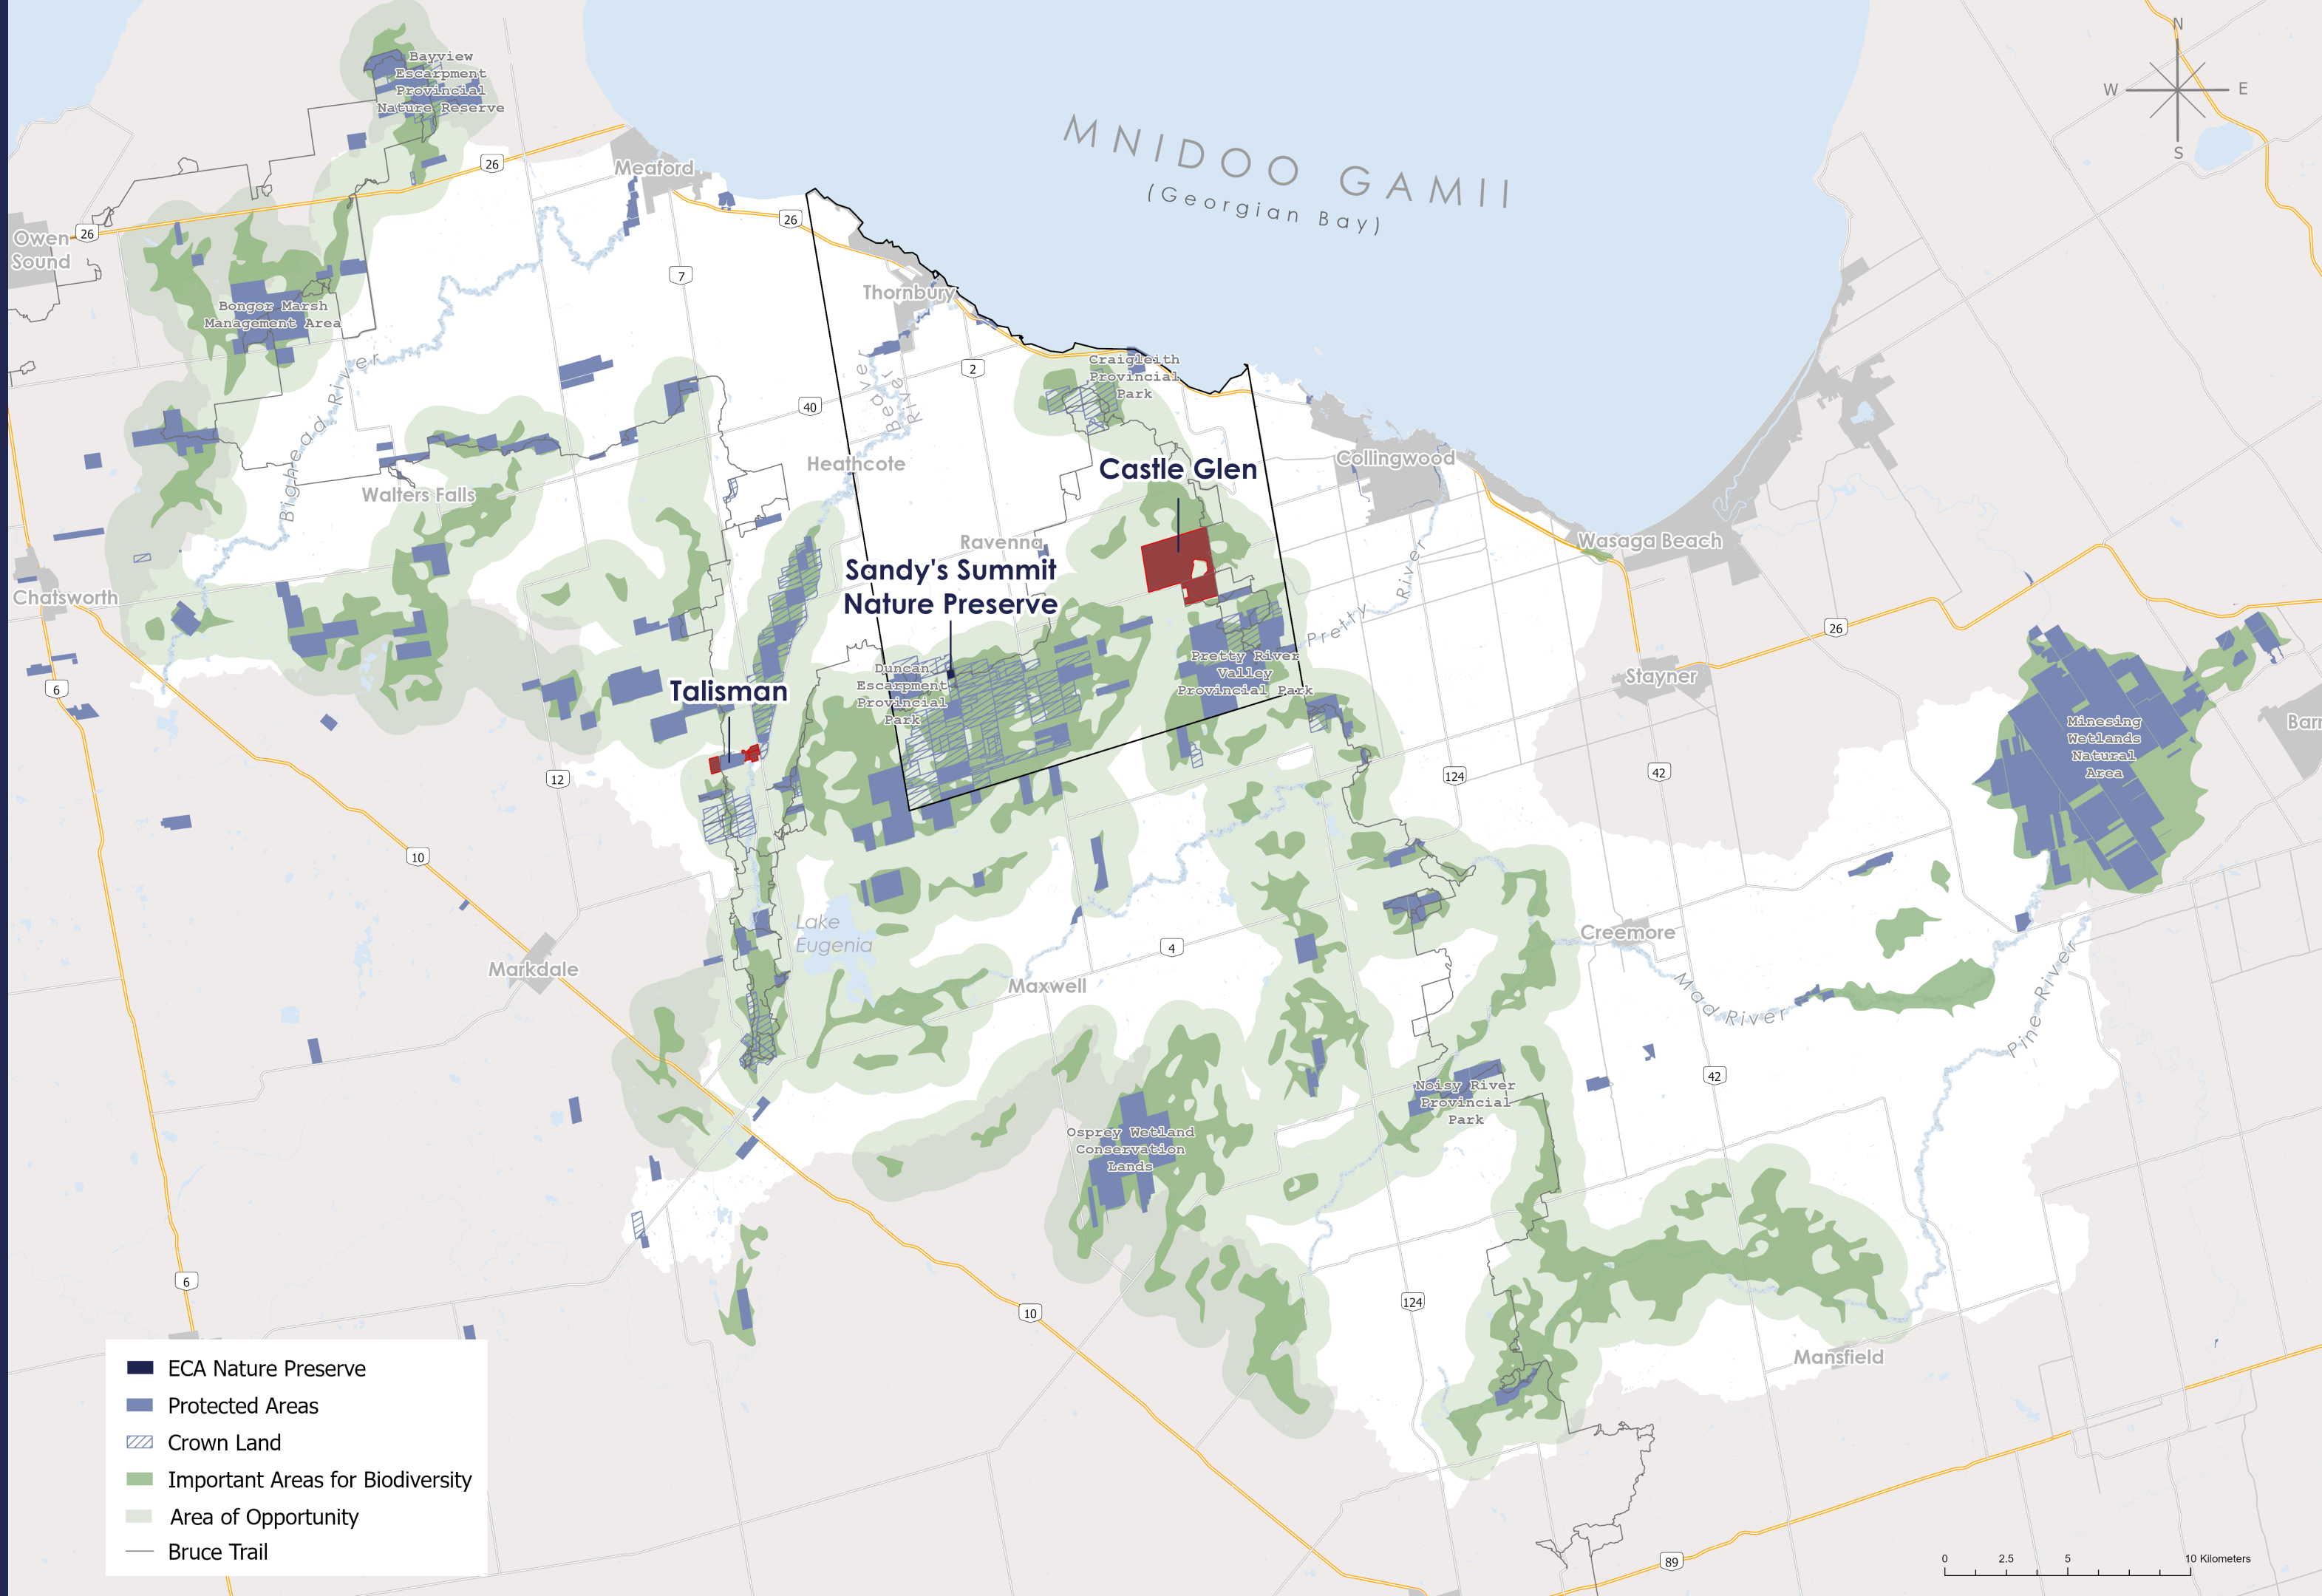 N
W E
S
Bayview
Escarpment
Provincial
Nature Reserve
MNIDOO GAMII
(Georgian Bay)
26
Meaford
26
26
Owen
Sound
7
Thornbury
Bongor Marsh
Management Area
Bighead River
Beaver
River
2
Craigleith
Provincial
Park
40
Heathcote
Castle Glen
Collingwood
Walters Falls
Ravenna
Wasaga Beach
Sandy's Summit
Nature Preserve
Chatsworth
Pretty River
26
6
Talisman
Duncan
Escarpment
Provincial
Park
Pretty River
Valley
Provincial Park
Stayner
Minesing
Wetlands
Natural
Area
Barr
12
124
42
10
Lake
Eugenia
4
Creemore
Markdale
Maxwell
Mad River
Pine River
42
Noisy River
Provincial
Park
Osprey Wetland
Conservation
Lands
6
10
124
Mansfield
ECA Nature Preserve
Protected Areas
Crown Land
Important Areas for Biodiversity
Area of Opportunity
Bruce Trail
89
0 2.5 5 10 Kilometers